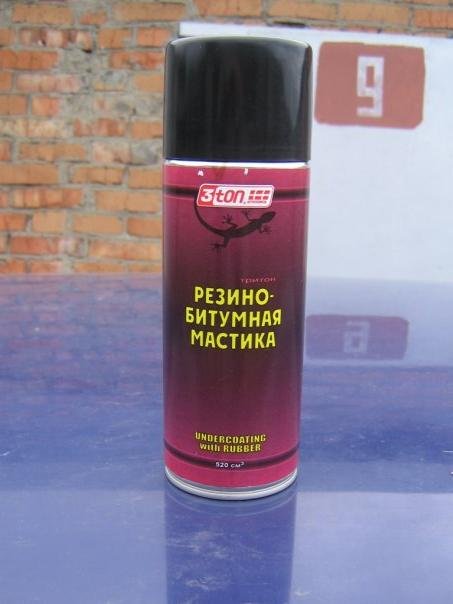 9
3ton
тритон
РЕЗИНО-
БИТУМНАЯ
МАСТИКА
UNDERCOATING
with RUBBER
520 см³